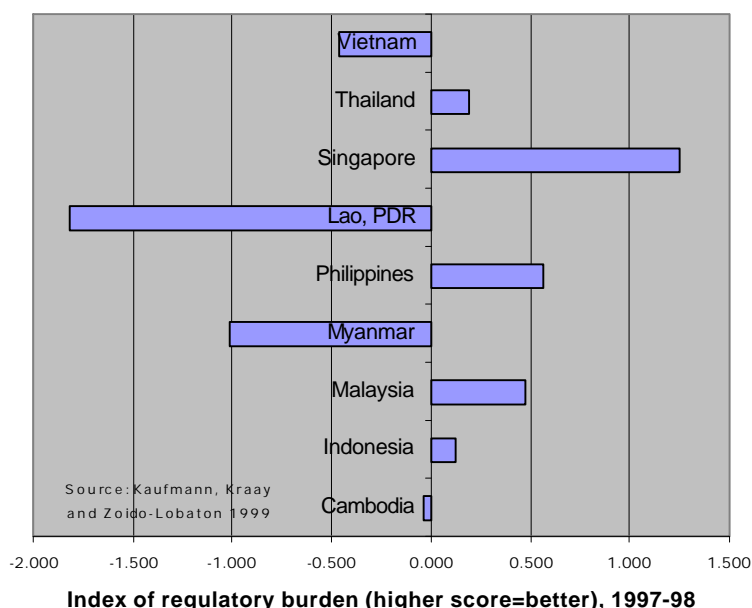 Vietnam
Thailand
Singapore
Lao, PDR
Philippines
Myanmar
Malaysia
Indonesia
Source: Kaufmann, Kraay
and Zoido-Lobaton 1999
Cambodia
-2.000 -1.500 -1.000 -0.500 0.000 0.500 1.000 1.500
Index of regulatory burden (higher score=better), 1997-98